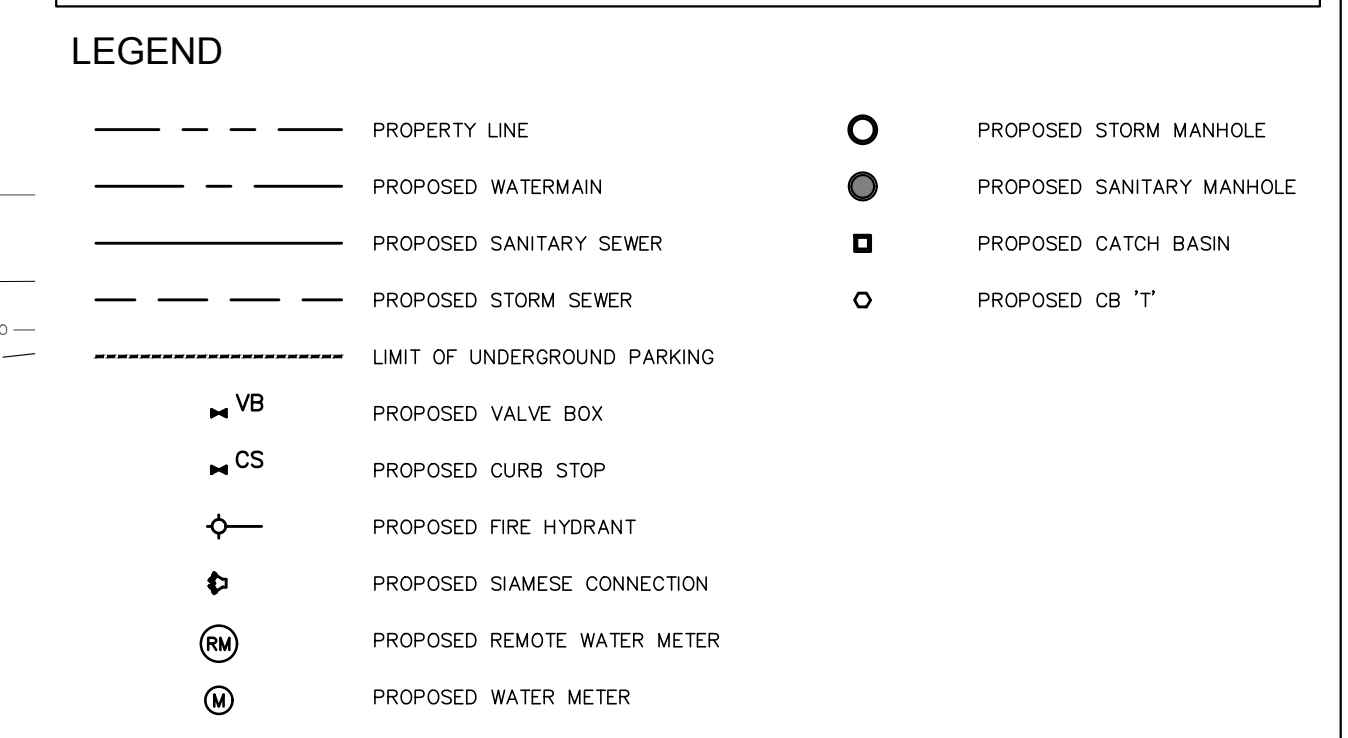 LEGEND
PROPERTY LINE
PROPOSED WATERMAIN
PROPOSED SANITARY SEWER
PROPOSED STORM SEWER
LIMIT OF UNDERGROUND PARKING
VB PROPOSED VALVE BOX
CS PROPOSED CURB STOP
PROPOSED FIRE HYDRANT
PROPOSED SIAMESE CONNECTION
RM PROPOSED REMOTE WATER METER
M PROPOSED WATER METER
PROPOSED STORM MANHOLE
PROPOSED SANITARY MANHOLE
PROPOSED CATCH BASIN
PROPOSED CB 'T'